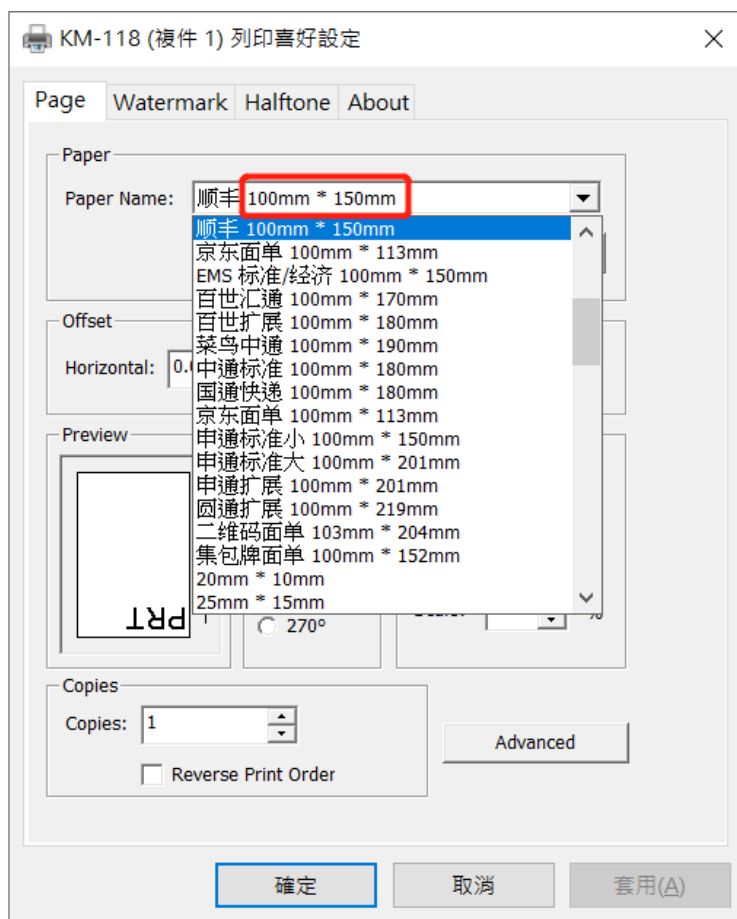 KM-118 (複件 1) 列印喜好設定
Page Watermark Halftone About
Paper
Paper Name: 顺丰 100mm * 150mm
顺丰 100mm * 150mm
京东面单 100mm * 113mm
EMS 标准/经济 100mm * 150mm
百世汇通 100mm * 170mm
百世扩展 100mm * 180mm
菜鸟中通 100mm * 190mm
中通标准 100mm * 180mm
国通快递 100mm * 180mm
京东面单 100mm * 113mm
申通标准小 100mm * 150mm
申通标准大 100mm * 201mm
申通扩展 100mm * 201mm
圆通扩展 100mm * 219mm
二维码面单 103mm * 204mm
集包牌面单 100mm * 152mm
20mm * 10mm
25mm * 15mm
Offset
Horizontal:
Preview
PRT
270°
%
Copies
Copies: 1
Reverse Print Order
Advanced
確定 取消 套用(A)